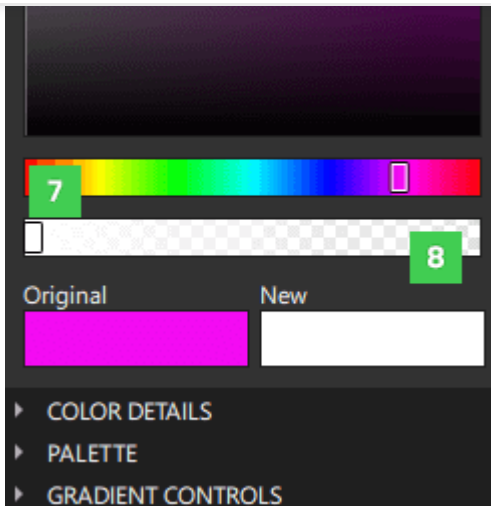 7
8
Original New
COLOR DETAILS
PALETTE
GRADIENT CONTROLS